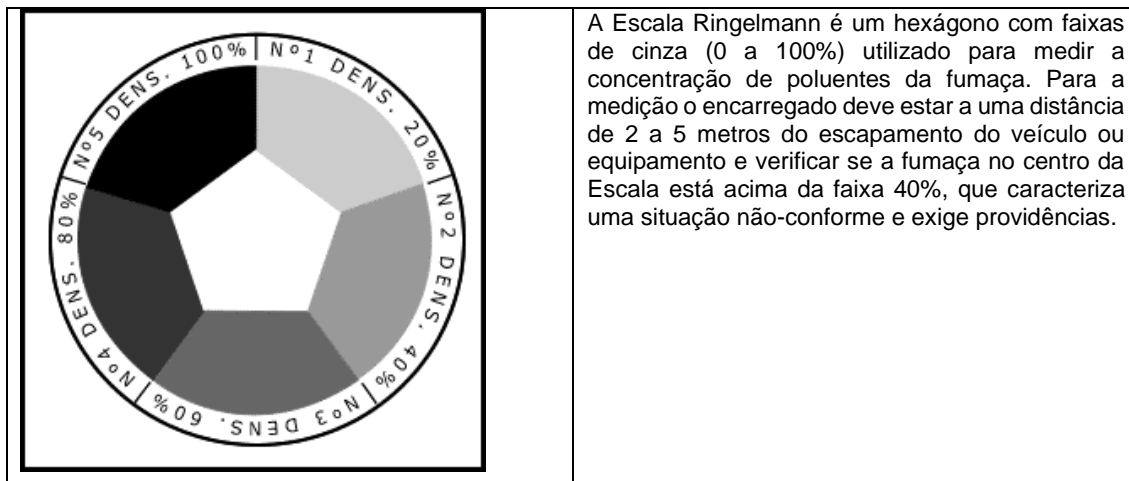 Nº1 DENS. 20%
Nº2 DENS. 40%
Nº3 DENS. 60%
Nº4 DENS. 80%
Nº5 DENS. 100%
A Escala Ringelmann é um hexágono com faixas
de cinza (0 a 100%) utilizado para medir a
concentração de poluentes da fumaça. Para a
medição o encarregado deve estar a uma distância
de 2 a 5 metros do escapamento do veículo ou
equipamento e verificar se a fumaça no centro da
Escala está acima da faixa 40%, que caracteriza
uma situação não-conforme e exige providências.